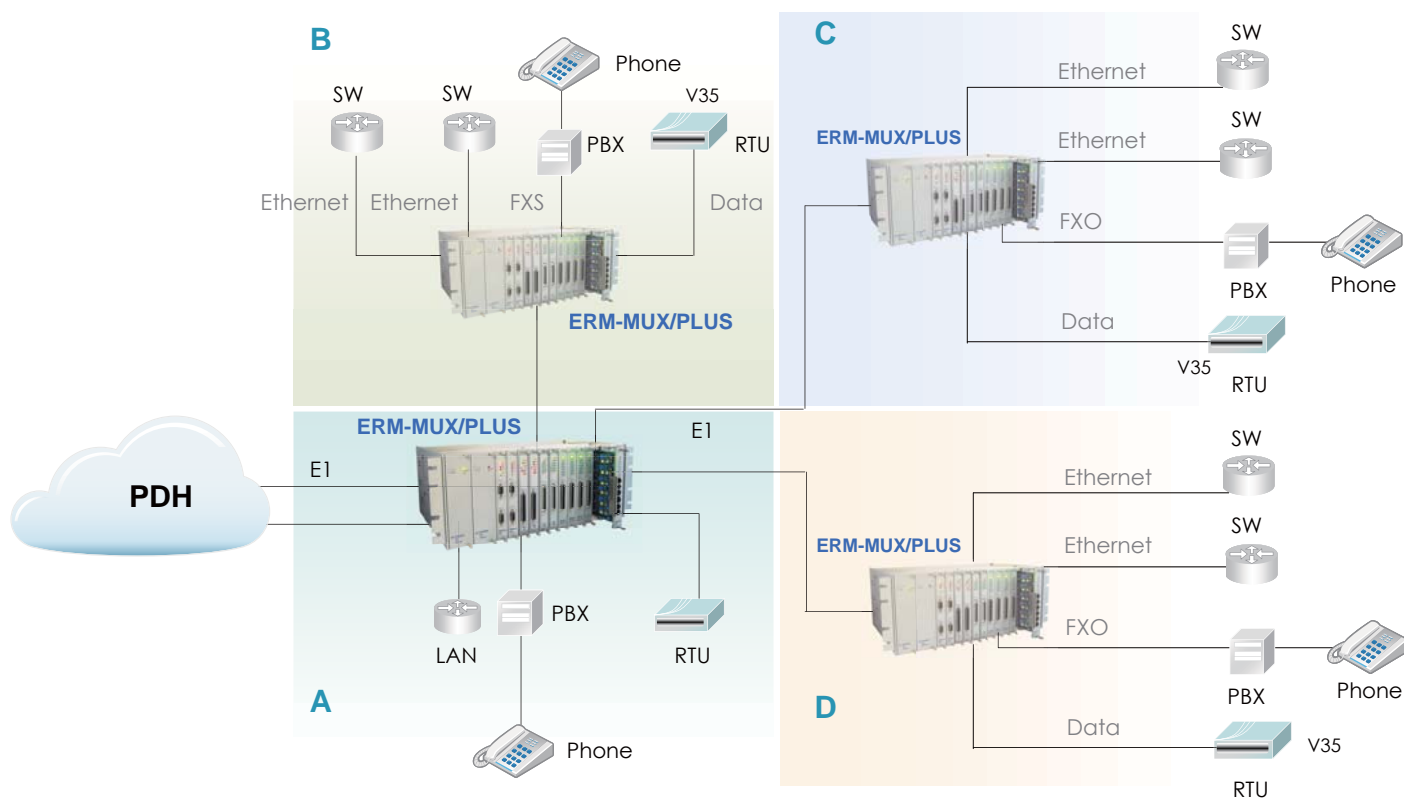 B
Phone
SW
SW
V35
PBX
RTU
Ethernet
Ethernet
FXS
Data
ERM-MUX/PLUS
C
SW
Ethernet
SW
Ethernet
ERM-MUX/PLUS
FXO
PBX
Phone
Data
V35
RTU
ERM-MUX/PLUS
E1
E1
PDH
PBX
LAN
RTU
A
Phone
SW
Ethernet
SW
Ethernet
ERM-MUX/PLUS
FXO
PBX
Phone
D
Data
V35
RTU